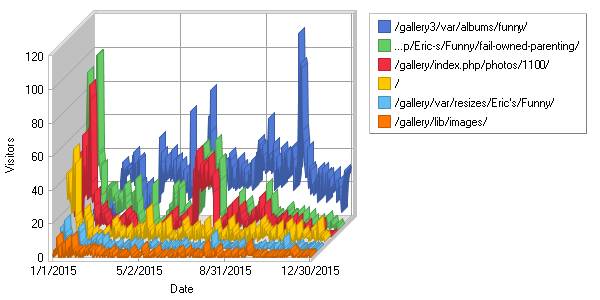 /gallery3/var/albums/funny/
...p/Eric-s/Funny/fail-owned-parenting/
/gallery/index.php/photos/1100/
/
/gallery/var/resizes/Eric's/Funny/
/gallery/lib/images/
120
100
80
60
40
20
0
Visitors
1/1/2015 5/2/2015 8/31/2015 12/30/2015
Date